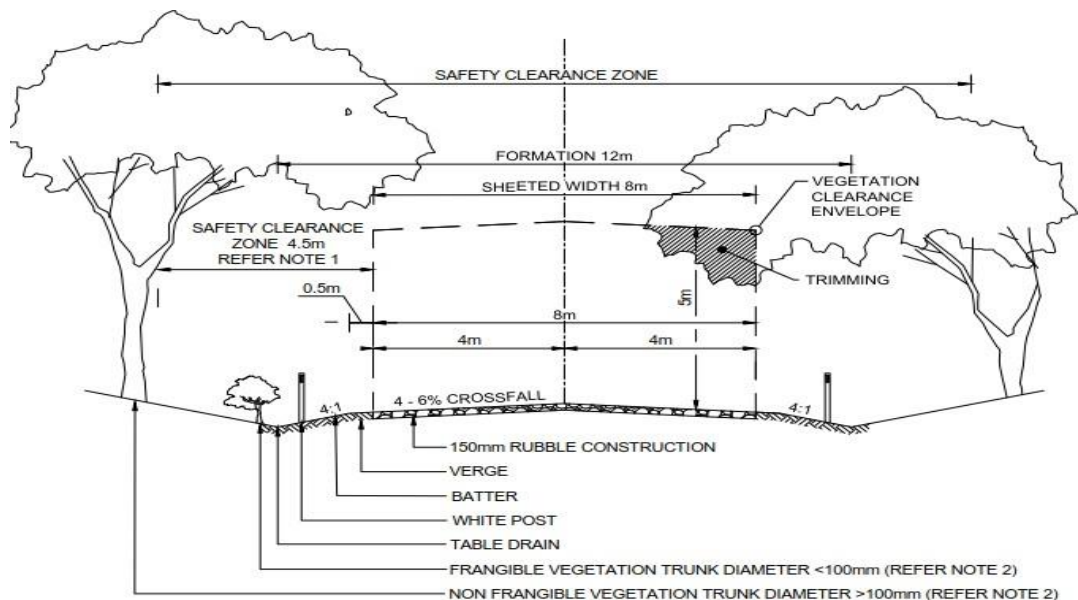 SAFETY CLEARANCE ZONE
FORMATION 12m
SHEETED WIDTH 8m
VEGETATION
CLEARANCE
ENVELOPE
SAFETY CLEARANCE
ZONE 4.5m
REFER NOTE 1
TRIMMING
5m
0.5m
8m
4m
4m
4:1
4 - 6% CROSSFALL
4:1
150mm RUBBLE CONSTRUCTION
VERGE
BATTER
WHITE POST
TABLE DRAIN
FRANGIBLE VEGETATION TRUNK DIAMETER <100mm (REFER NOTE 2)
NON FRANGIBLE VEGETATION TRUNK DIAMETER >100mm (REFER NOTE 2)